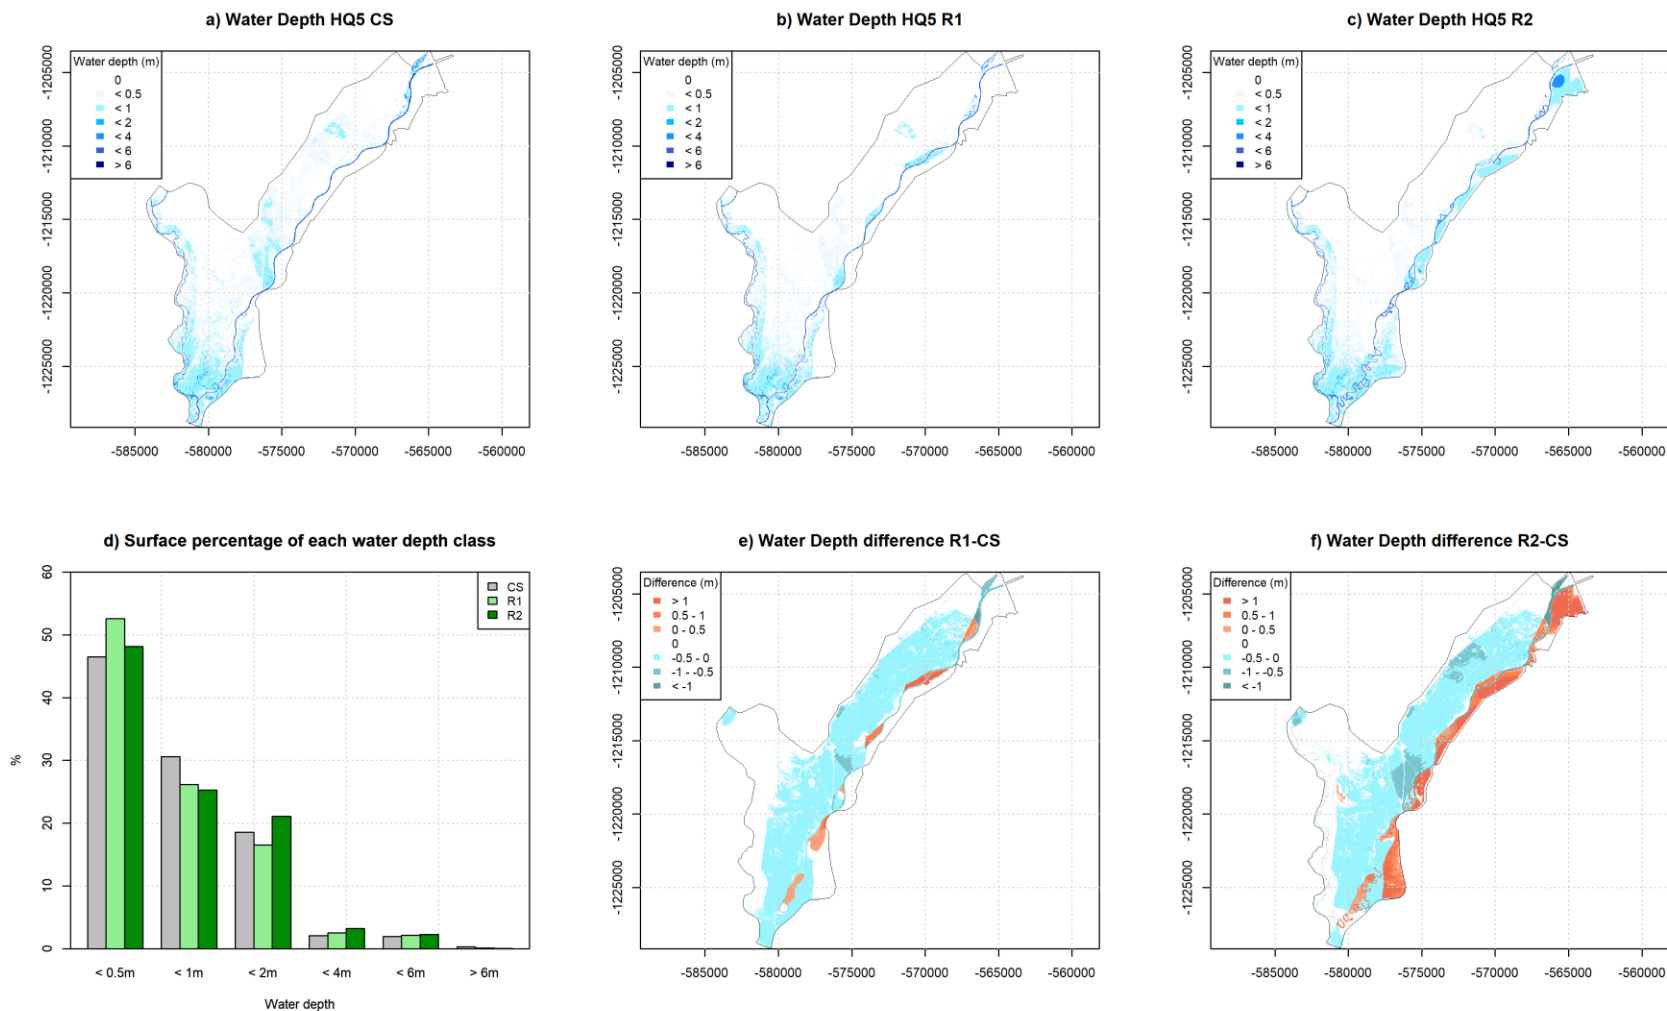 a) Water Depth HQ5 CS
Water depth (m)
0
< 0.5
< 1
< 2
< 4
< 6
> 6
-1205000
-1210000
-1215000
-1220000
-1225000
-585000 -580000 -575000 -570000 -565000 -560000
b) Water Depth HQ5 R1
Water depth (m)
0
< 0.5
< 1
< 2
< 4
< 6
> 6
-1205000
-1210000
-1215000
-1220000
-1225000
-585000 -580000 -575000 -570000 -565000 -560000
c) Water Depth HQ5 R2
Water depth (m)
0
< 0.5
< 1
< 2
< 4
< 6
> 6
-1205000
-1210000
-1215000
-1220000
-1225000
-585000 -580000 -575000 -570000 -565000 -560000
d) Surface percentage of each water depth class
CS
R1
R2
60
50
40
30
20
10
0
%
< 0.5m < 1m < 2m < 4m < 6m > 6m
Water depth
e) Water Depth difference R1-CS
Difference (m)
> 1
0.5 - 1
0 - 0.5
0
-0.5 - 0
-1 - -0.5
< -1
-1205000
-1210000
-1215000
-1220000
-1225000
-585000 -580000 -575000 -570000 -565000 -560000
f) Water Depth difference R2-CS
Difference (m)
> 1
0.5 - 1
0 - 0.5
0
-0.5 - 0
-1 - -0.5
< -1
-1205000
-1210000
-1215000
-1220000
-1225000
-585000 -580000 -575000 -570000 -565000 -560000